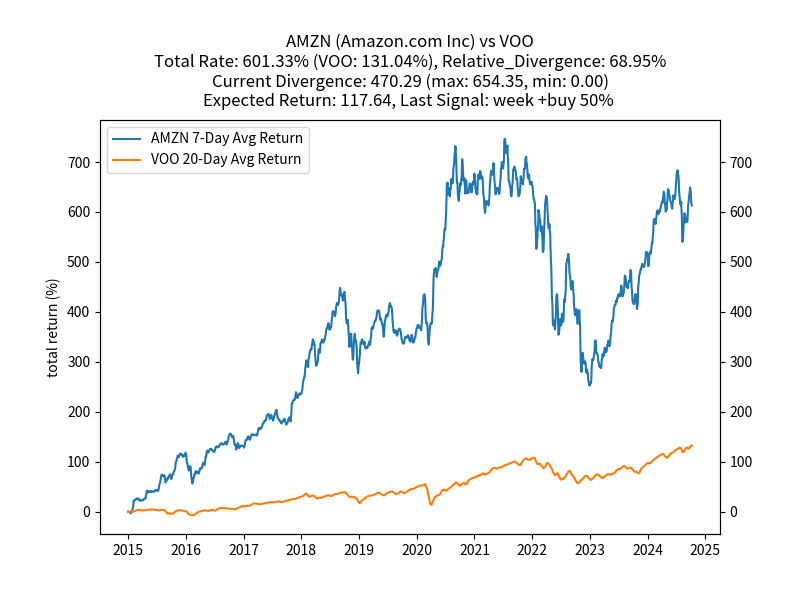 AMZN (Amazon.com Inc) vs VOO
Total Rate: 601.33% (VOO: 131.04%), Relative_Divergence: 68.95%
Current Divergence: 470.29 (max: 654.35, min: 0.00)
Expected Return: 117.64, Last Signal: week +buy 50%
AMZN 7-Day Avg Return
VOO 20-Day Avg Return
total return (%)
700 700
600 600
500 500
400 400
300 300
200 200
100 100
0 0
2015 2016 2017 2018 2019 2020 2021 2022 2023 2024 2025